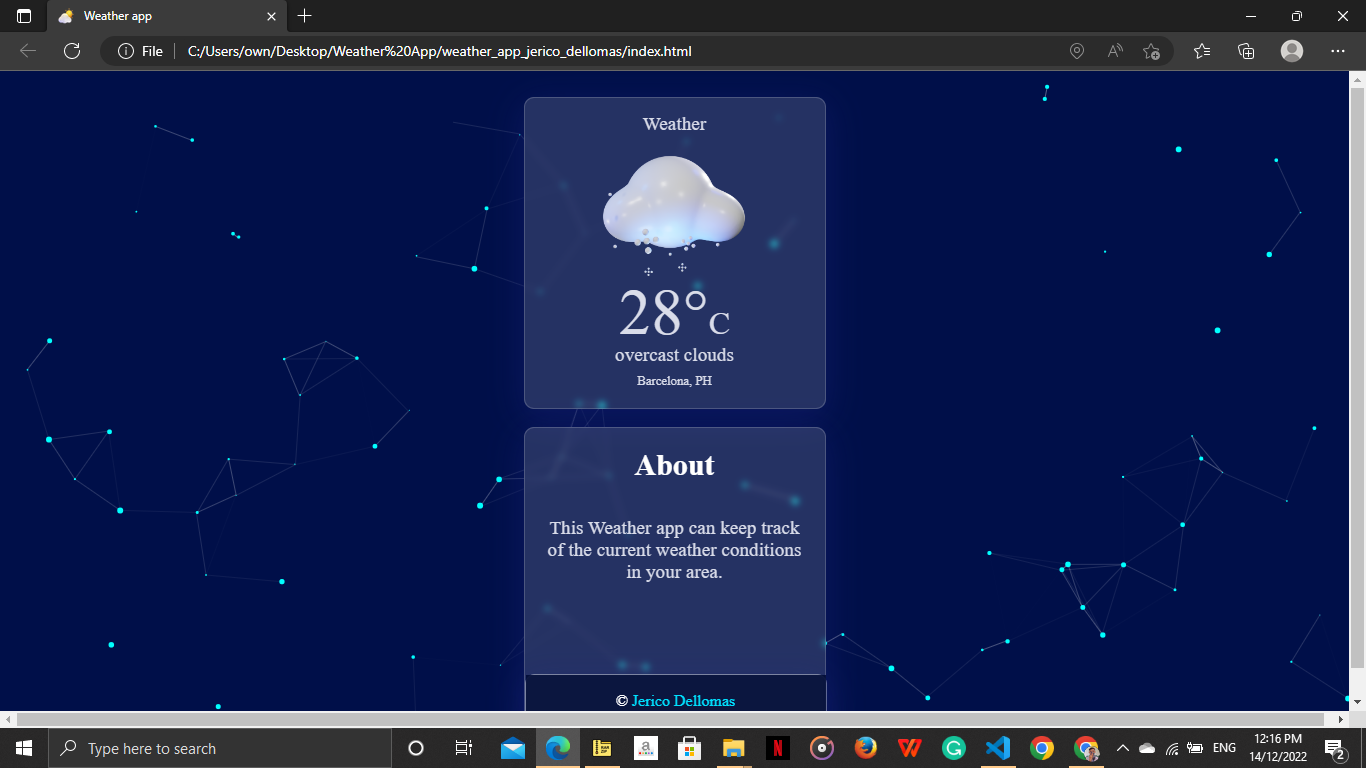 Weather app
File
C:/Users/own/Desktop/Weather%20App/weather_app_jerico_dellomas/index.html
Weather
28°C
overcast clouds
Barcelona, PH
About
This Weather app can keep track
of the current weather conditions
in your area.
© Jerico Dellomas
Type here to search
ENG
12:16 PM
14/12/2022
2